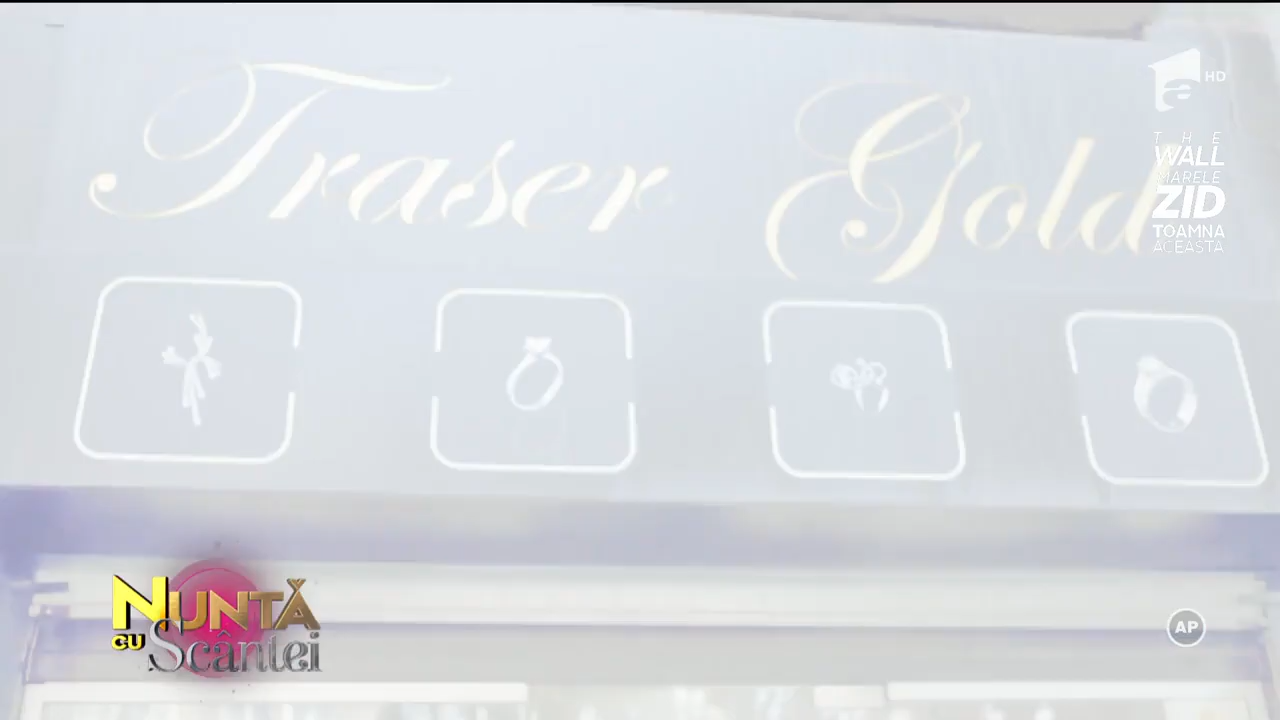 Traser Gold
a HD
THE
WALL
MARELE
ZID
TOAMNA
ACEASTA
NUNTĂ
CU Scântei
AP